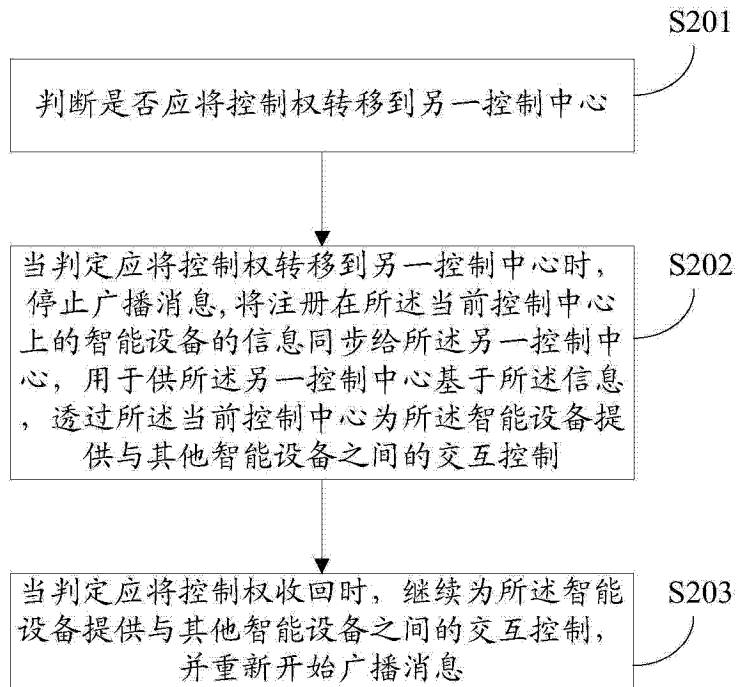 S201
判断是否应将控制权转移到另一控制中心
S202
当判定应将控制权转移到另一控制中心时，
停止广播消息,将注册在所述当前控制中心
上的智能设备的信息同步给所述另一控制中
心，用于供所述另一控制中心基于所述信息
，透过所述当前控制中心为所述智能设备提
供与其他智能设备之间的交互控制
S203
当判定应将控制权收回时，继续为所述智能
设备提供与其他智能设备之间的交互控制，
并重新开始广播消息